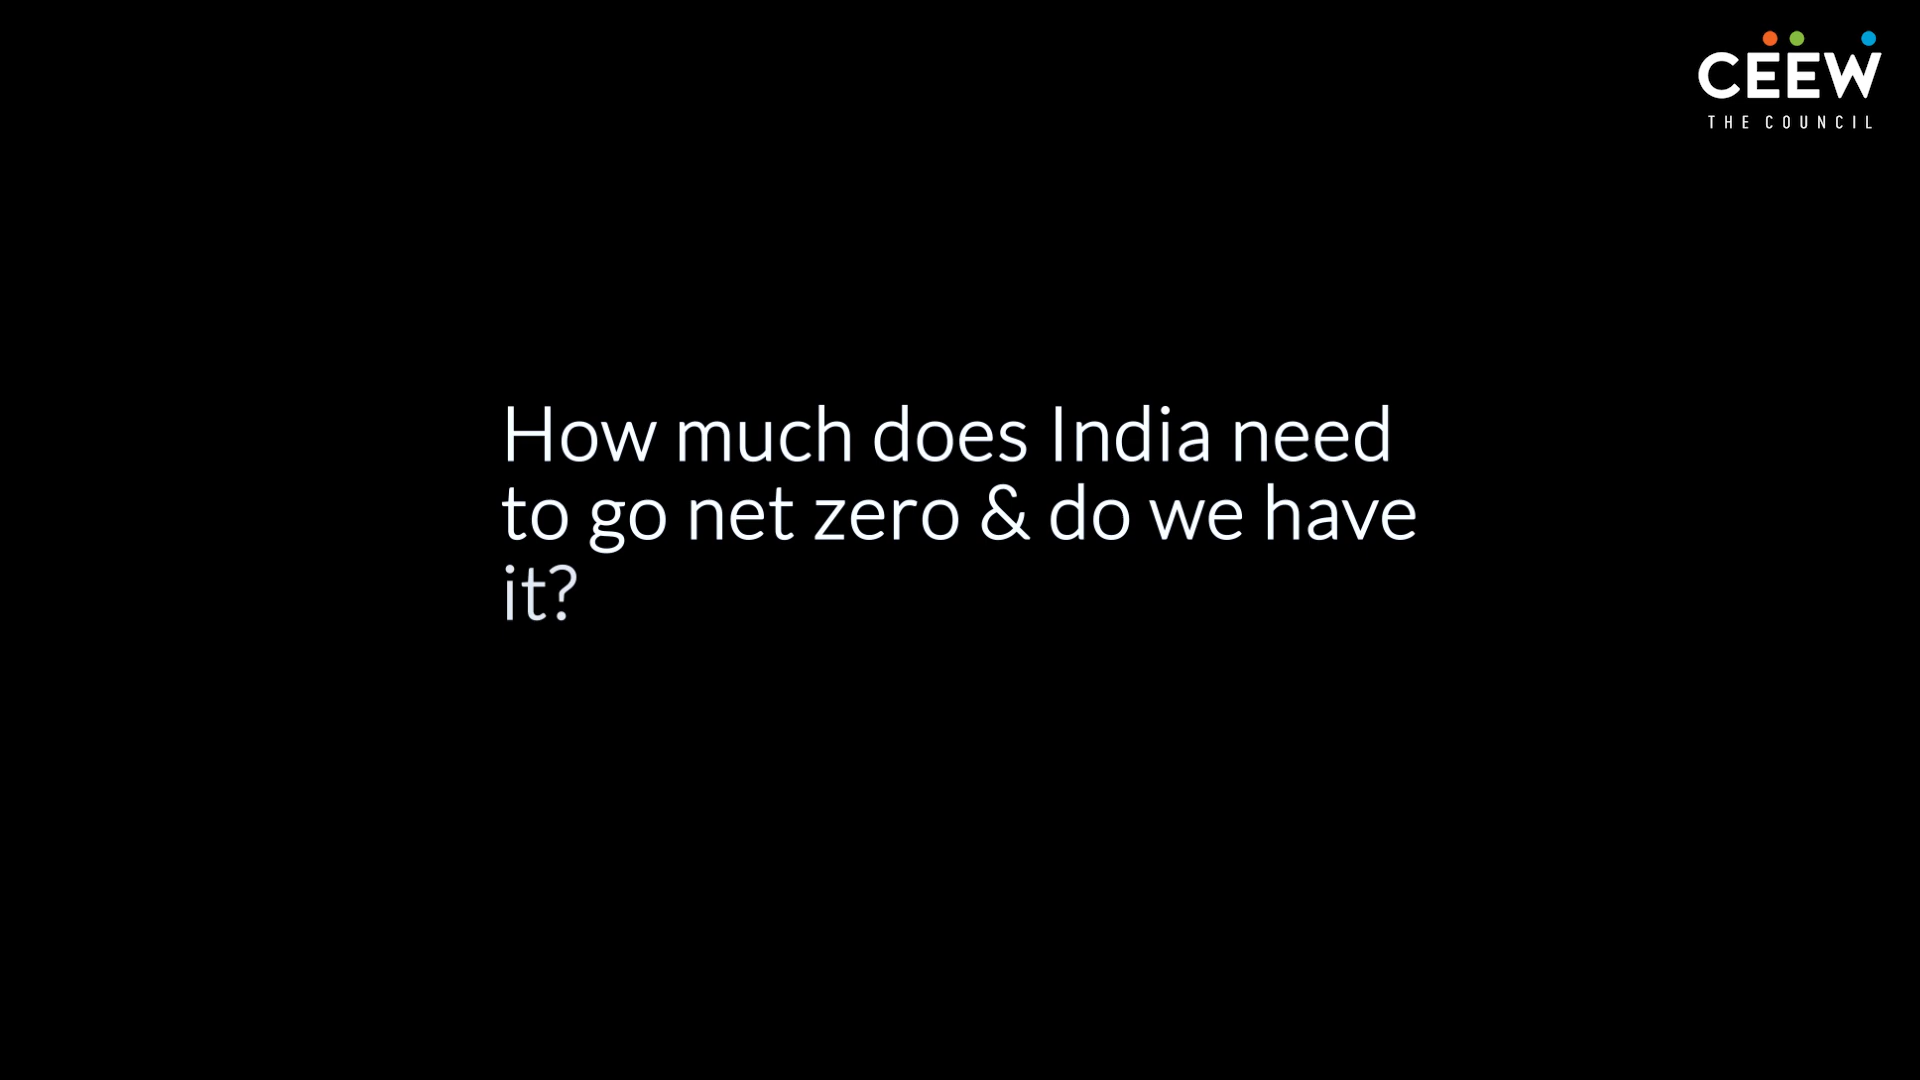 CEEW
THE COUNCIL
How much does India need
to go net zero & do we have
it?